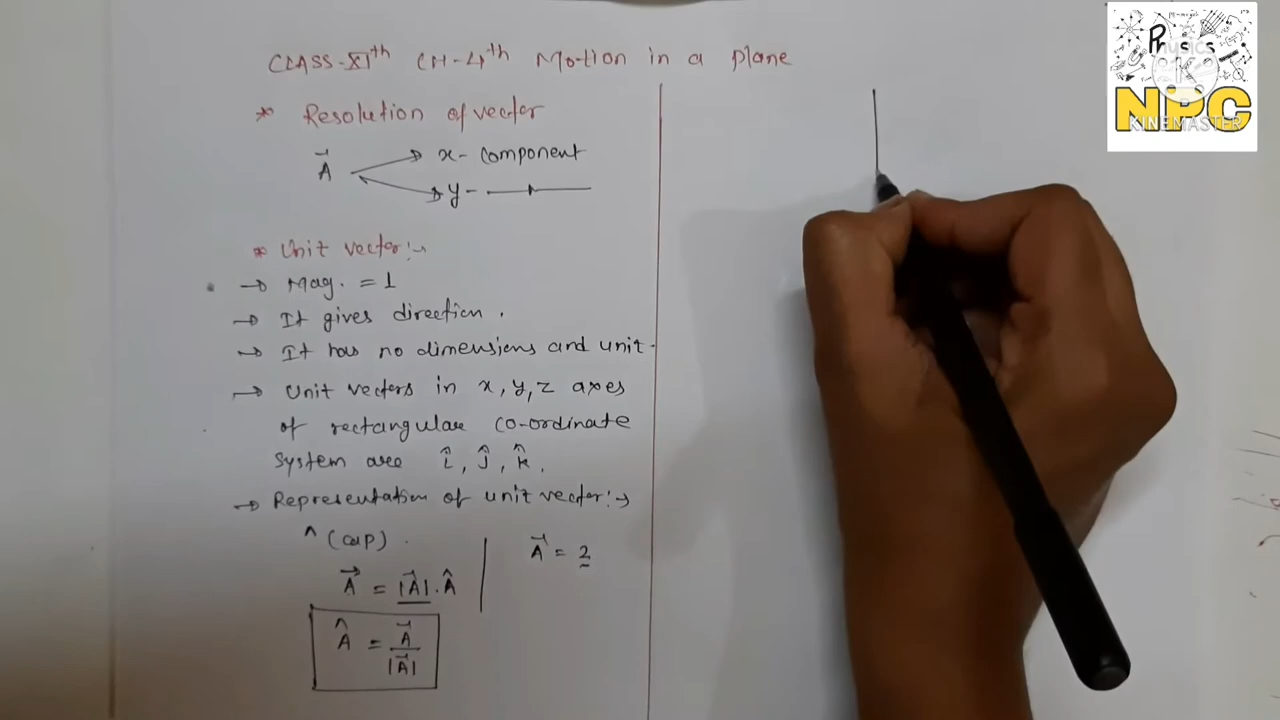 CLASS-XIth CH-4th Motion in a plane
* Resolution of vector
A⃗ x- component
y- ―〃―
* Unit vector:-
→ Mag. = 1
→ It gives direction.
→ It has no dimensions and unit.
→ Unit vectors in x, y, z axes
of rectangular co-ordinate
system are î, ĵ, k̂.
→ Representation of unit vector:→
^ (cap).
A⃗ = |A⃗|.Â
 = A⃗/|A⃗|
A⃗ = 2
Physics
K
NPC
KINEMASTER